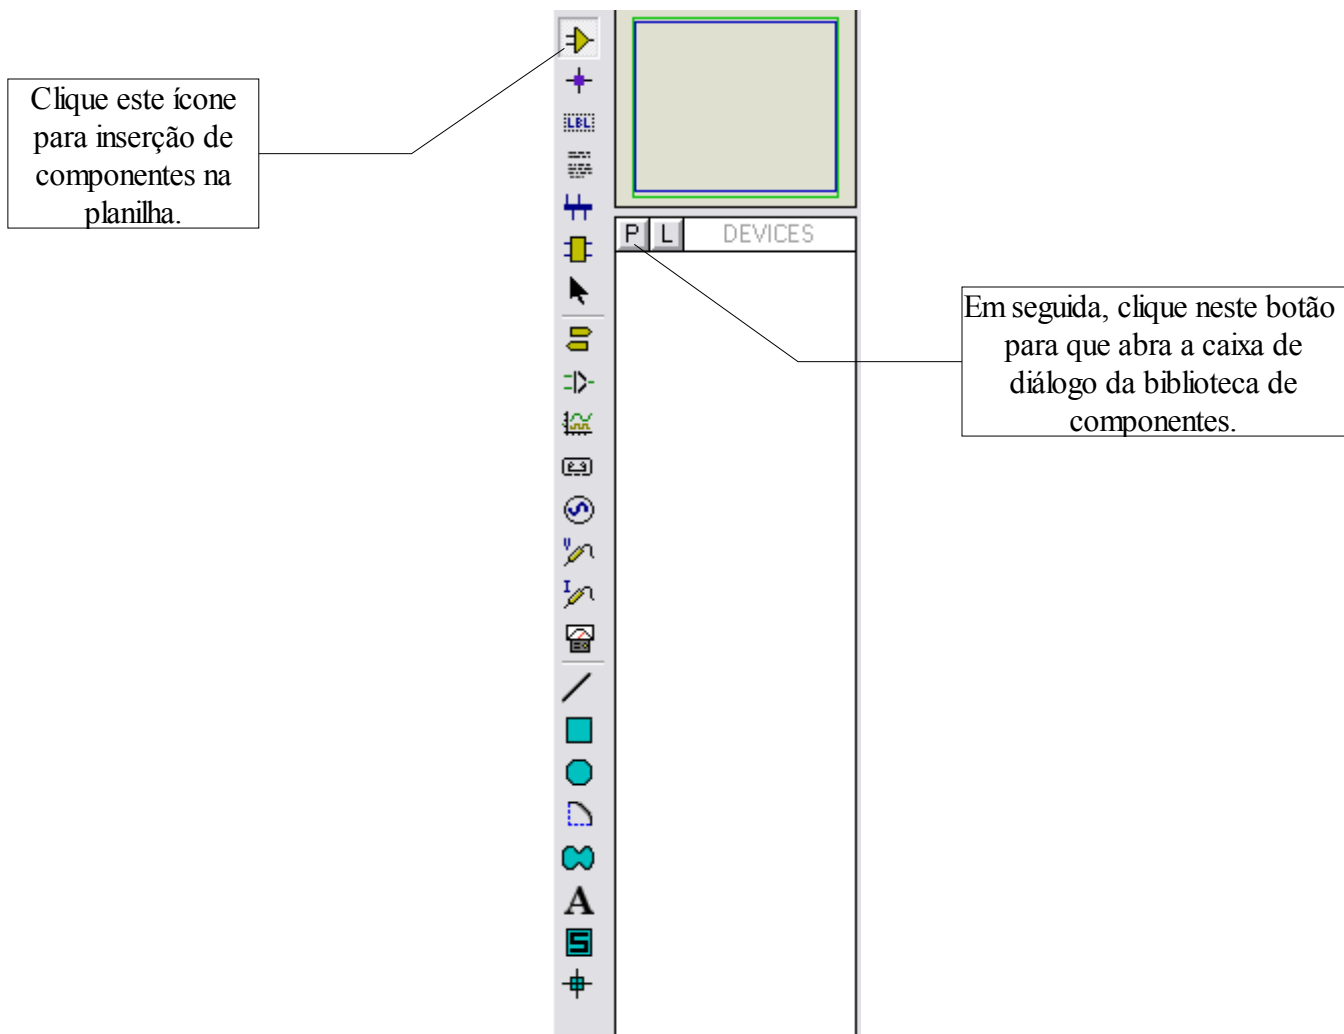 Clique este ícone
para inserção de
componentes na
planilha.
LBL
P L DEVICES
Em seguida, clique neste botão
para que abra a caixa de
diálogo da biblioteca de
componentes.
V
I
A
S